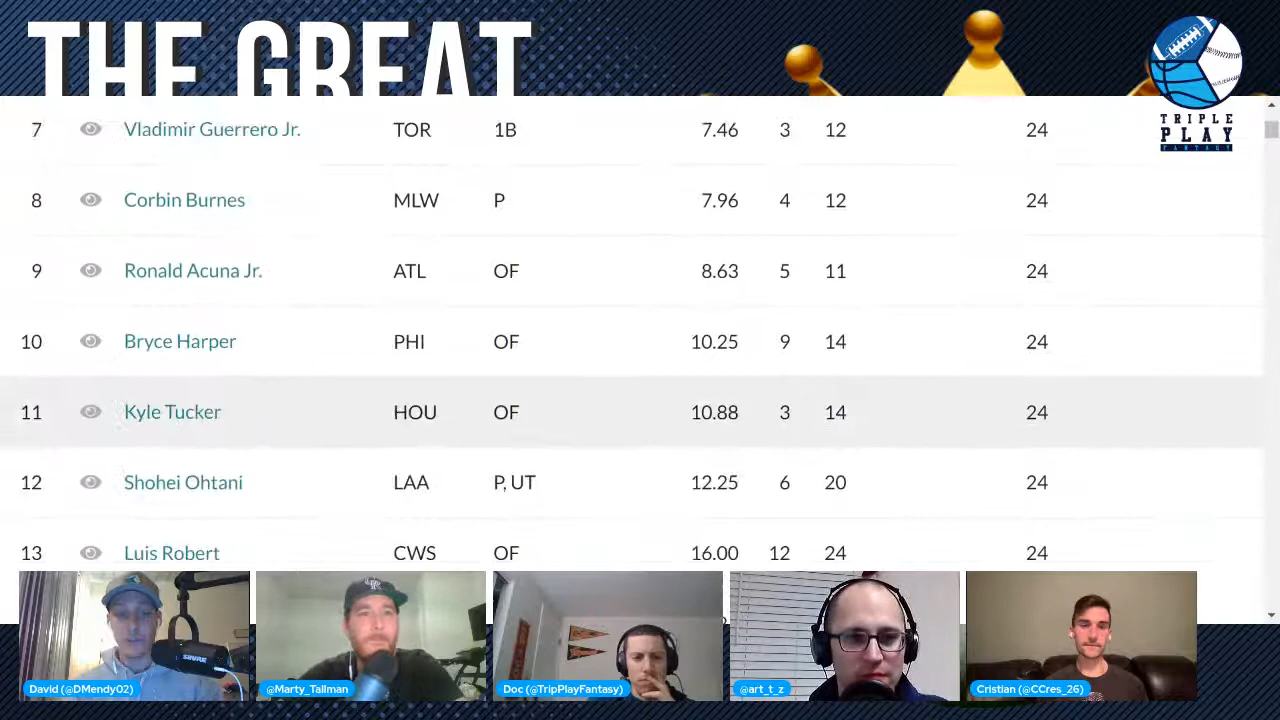 THE GREAT
TRIPLE
PLAY
FANTASY
7 Vladimir Guerrero Jr. TOR 1B 7.46 3 12 24
8 Corbin Burnes MLW P 7.96 4 12 24
9 Ronald Acuna Jr. ATL OF 8.63 5 11 24
10 Bryce Harper PHI OF 10.25 9 14 24
11 Kyle Tucker HOU OF 10.88 3 14 24
12 Shohei Ohtani LAA P, UT 12.25 6 20 24
13 Luis Robert CWS OF 16.00 12 24 24
CR
SHURE
David (@DMendy02)
@Marty_Tallman
Doc (@TripPlayFantasy)
@art_t_z
Cristian (@CCres_26)